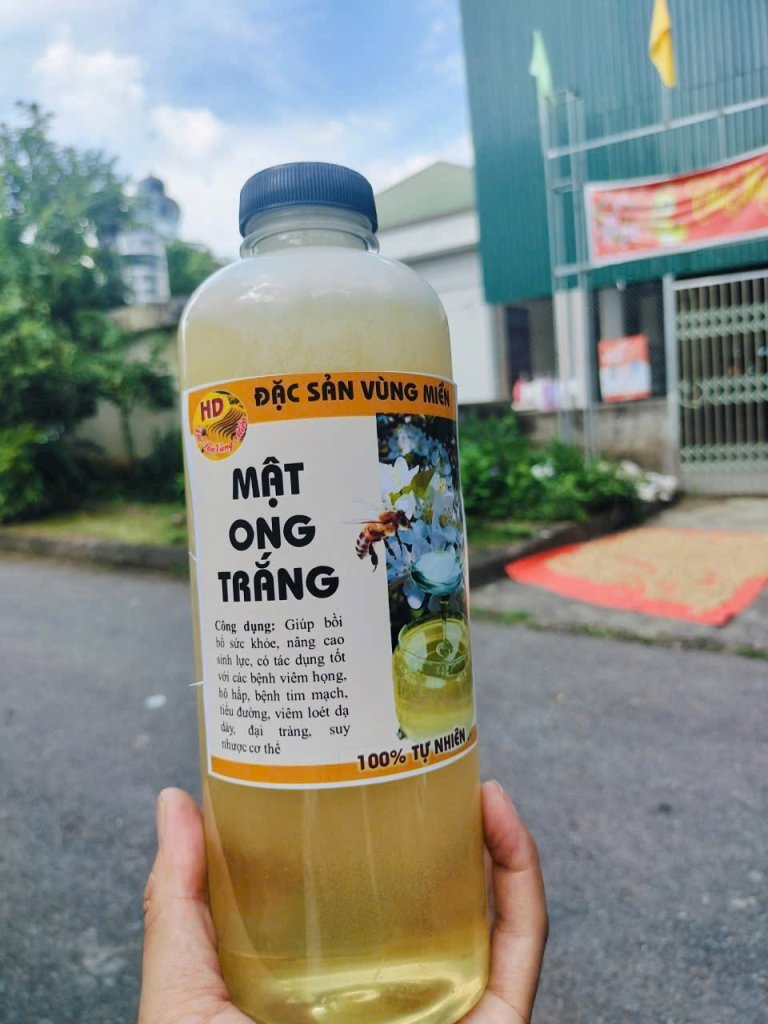 HD
ĐẶC SẢN VÙNG MIỀN
MẬT
ONG
TRẮNG
Công dụng: Giúp bồi
bổ sức khỏe, nâng cao
sinh lực, có tác dụng tốt
với các bệnh viêm họng,
hô hấp, bệnh tim mạch,
tiểu đường, viêm loét dạ
dày, đại tràng, suy
nhược cơ thể
100% TỰ NHIÊN